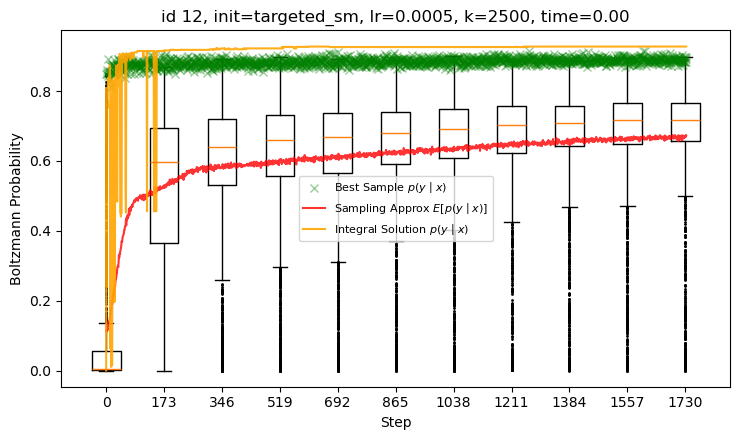 id 12, init=targeted_sm, lr=0.0005, k=2500, time=0.00
Boltzmann Probability
0.8
0.6
0.4
0.2
0.0
Best Sample p(y | x)
Sampling Approx E[p(y | x)]
Integral Solution p(y | x)
0 173 346 519 692 865 1038 1211 1384 1557 1730
Step